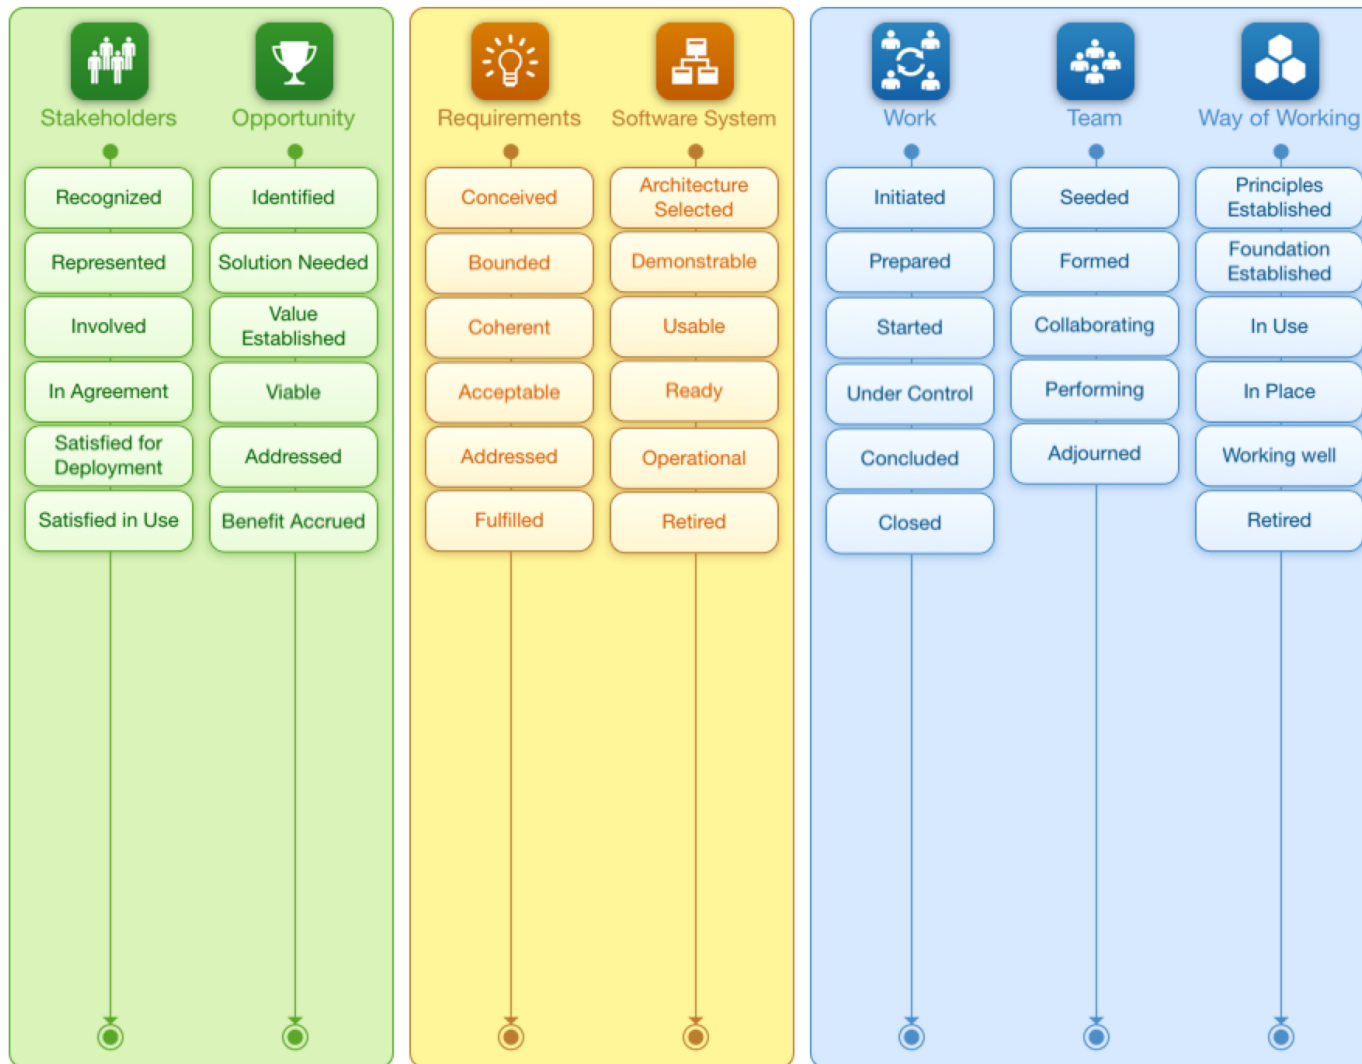 Stakeholders
Opportunity
Requirements
Software System
Work
Team
Way of Working
Recognized
Represented
Involved
In Agreement
Satisfied for
Deployment
Satisfied in Use
Identified
Solution Needed
Value
Established
Viable
Addressed
Benefit Accrued
Conceived
Bounded
Coherent
Acceptable
Addressed
Fulfilled
Architecture
Selected
Demonstrable
Usable
Ready
Operational
Retired
Initiated
Prepared
Started
Under Control
Concluded
Closed
Seeded
Formed
Collaborating
Performing
Adjourned
Principles
Established
Foundation
Established
In Use
In Place
Working well
Retired